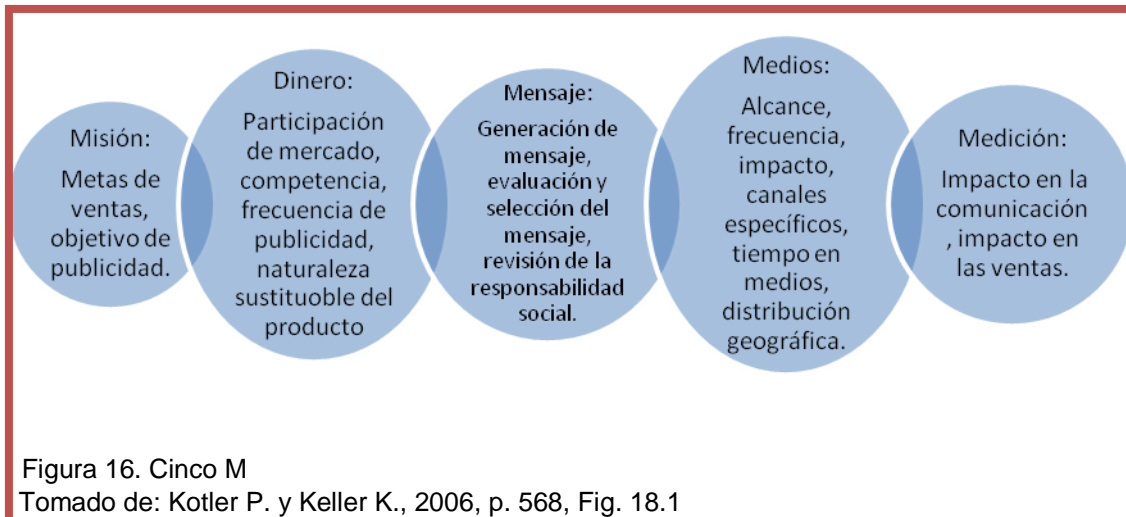 Misión:
Metas de
ventas,
objetivo de
publicidad.
Dinero:
Participación
de mercado,
competencia,
frecuencia de
publicidad,
naturaleza
sustituoble del
producto
Mensaje:
Generación de
mensaje,
evaluación y
selección del
mensaje,
revisión de la
responsabilidad
social.
Medios:
Alcance,
frecuencia,
impacto,
canales
específicos,
tiempo en
medios,
distribución
geográfica.
Medición:
Impacto en la
comunicación
, impacto en
las ventas.
Figura 16. Cinco M
Tomado de: Kotler P. y Keller K., 2006, p. 568, Fig. 18.1